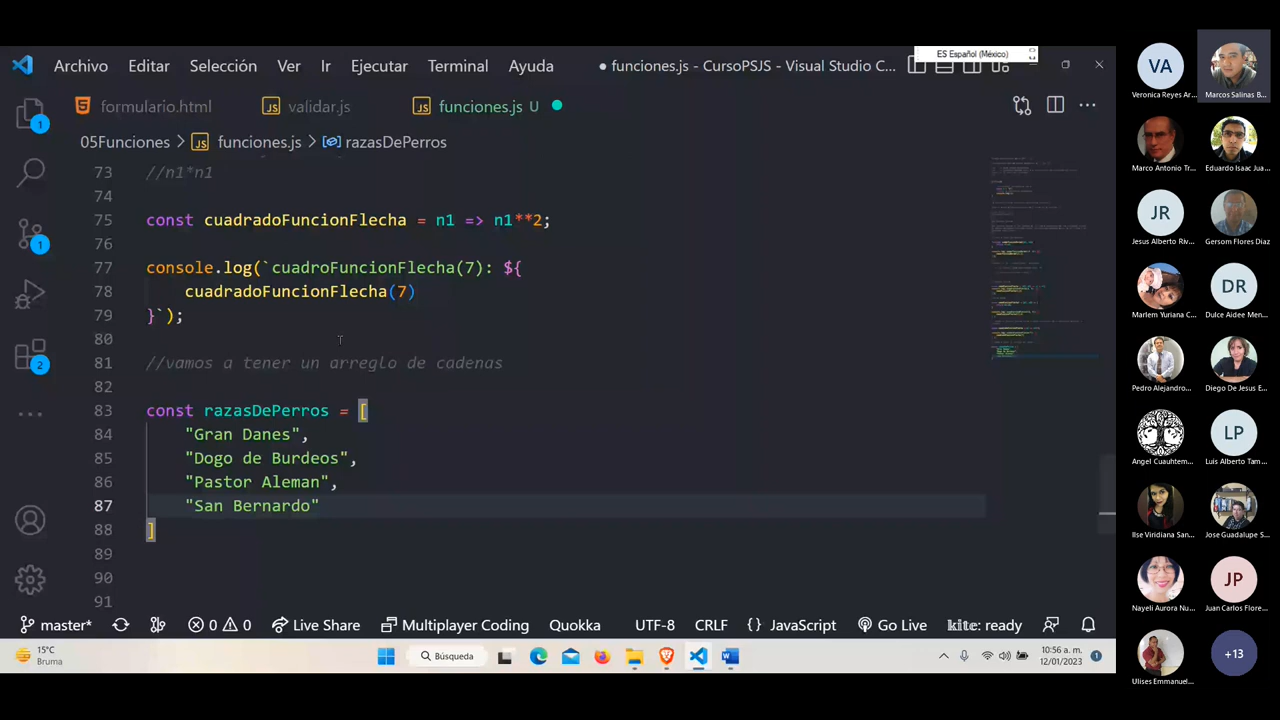 ES Español (México)
Archivo Editar Selección Ver Ir Ejecutar Terminal Ayuda ● funciones.js - CursoPSJS - Visual Studio C...
formulario.html JS validar.js JS funciones.js U
05Funciones > JS funciones.js > razasDePerros
73 //n1*n1
74
75 const cuadradoFuncionFlecha = n1 => n1**2;
76
77 console.log(`cuadroFuncionFlecha(7): ${
78 cuadradoFuncionFlecha(7)
79 }`);
80
81 //vamos a tener un arreglo de cadenas
82
83 const razasDePerros = [
84 "Gran Danes",
85 "Dogo de Burdeos",
86 "Pastor Aleman",
87 "San Bernardo"
88 ]
89
90
91
1
1
2
master* 0 0 Live Share Multiplayer Coding Quokka UTF-8 CRLF {} JavaScript Go Live kite: ready
15°C
Bruma
Búsqueda
10:56 a. m.
12/01/2023
1
VA
Veronica Reyes Ar...
Marcos Salinas B...
Marco Antonio Tr...
Eduardo Isaac Jua...
JR
Jesus Alberto Riv...
Gersom Flores Diaz
Marlem Yuriana C...
DR
Dulce Aidee Men...
Pedro Alejandro...
Diego De Jesus E...
Angel Cuauhtem...
LP
Luis Alberto Tam...
Ilse Viridiana San...
Jose Guadalupe S...
Nayeli Aurora Nu...
JP
Juan Carlos Flore...
Ulises Emmanuel...
+13